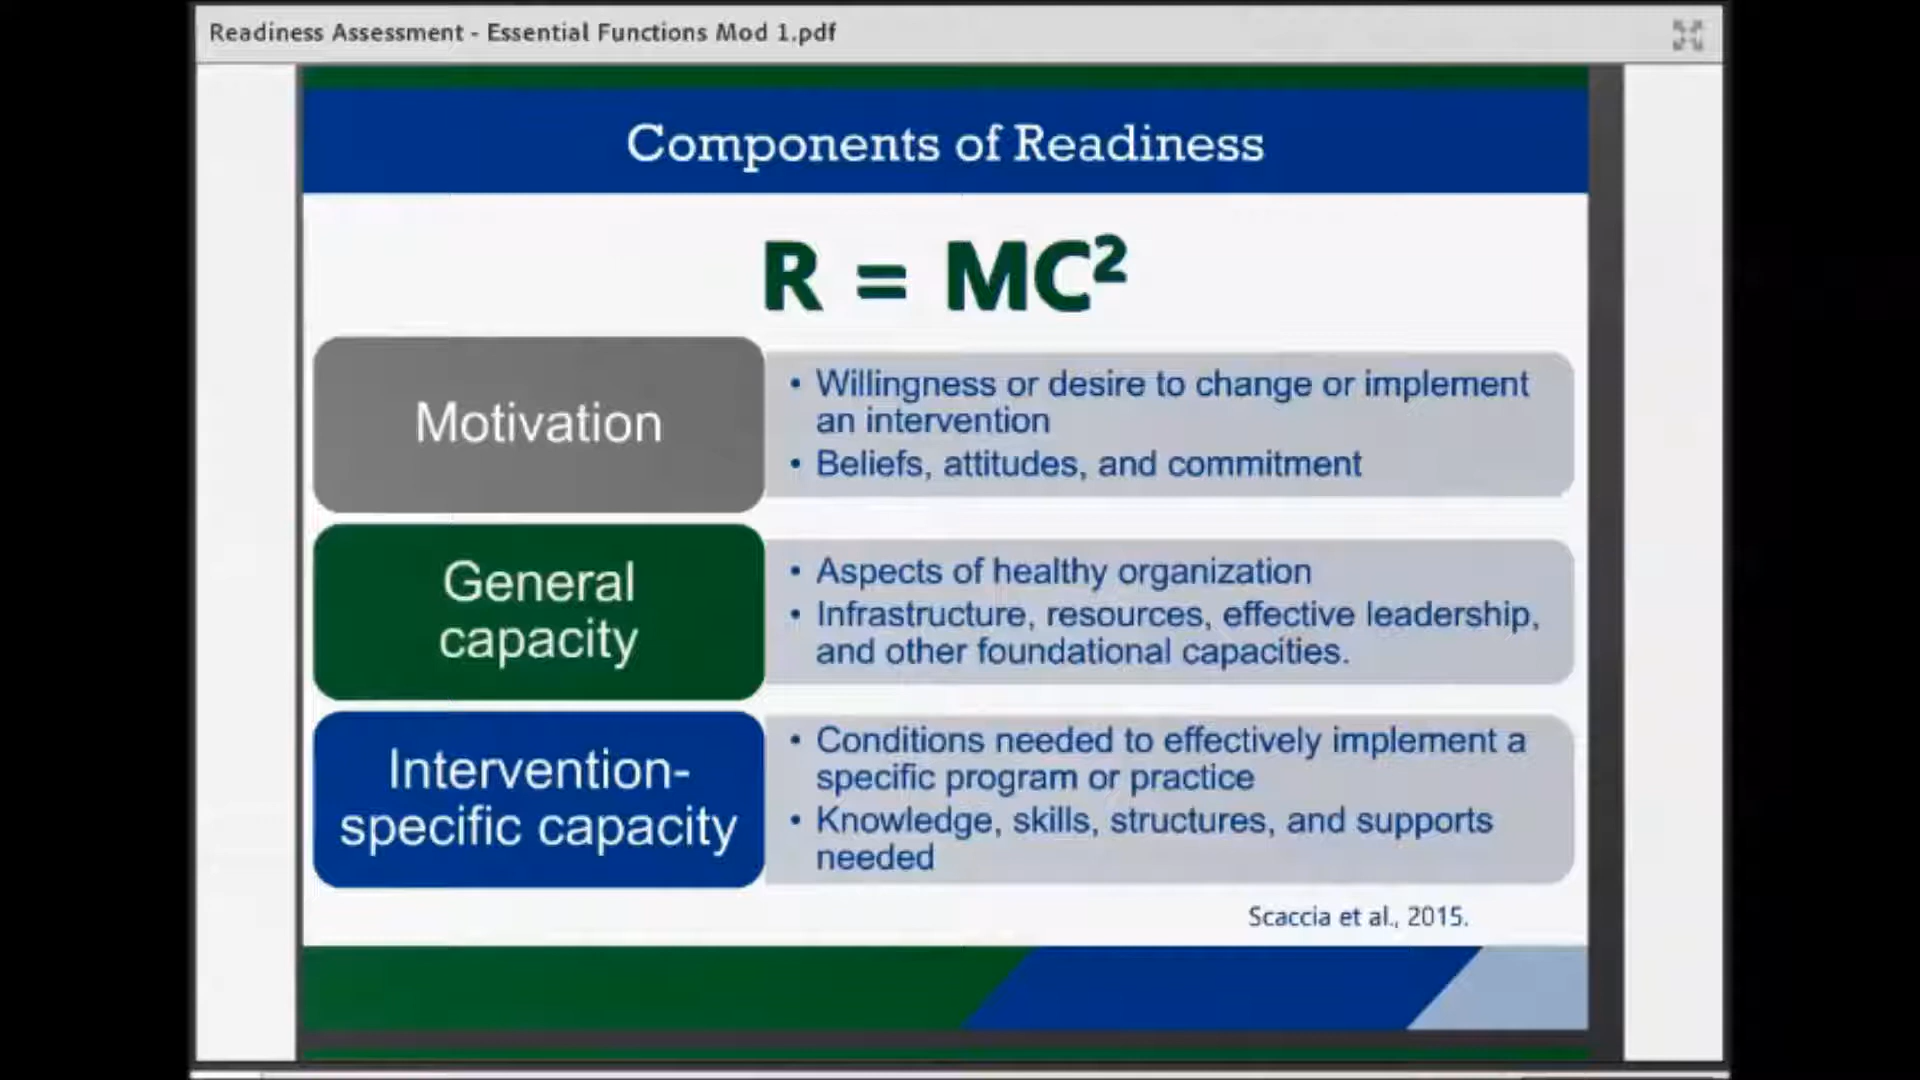 Readiness Assessment - Essential Functions Mod 1.pdf
Components of Readiness
R = MC²
Motivation
• Willingness or desire to change or implement
an intervention
• Beliefs, attitudes, and commitment
General
capacity
• Aspects of healthy organization
• Infrastructure, resources, effective leadership,
and other foundational capacities.
Intervention-
specific capacity
• Conditions needed to effectively implement a
specific program or practice
• Knowledge, skills, structures, and supports
needed
Scaccia et al., 2015.